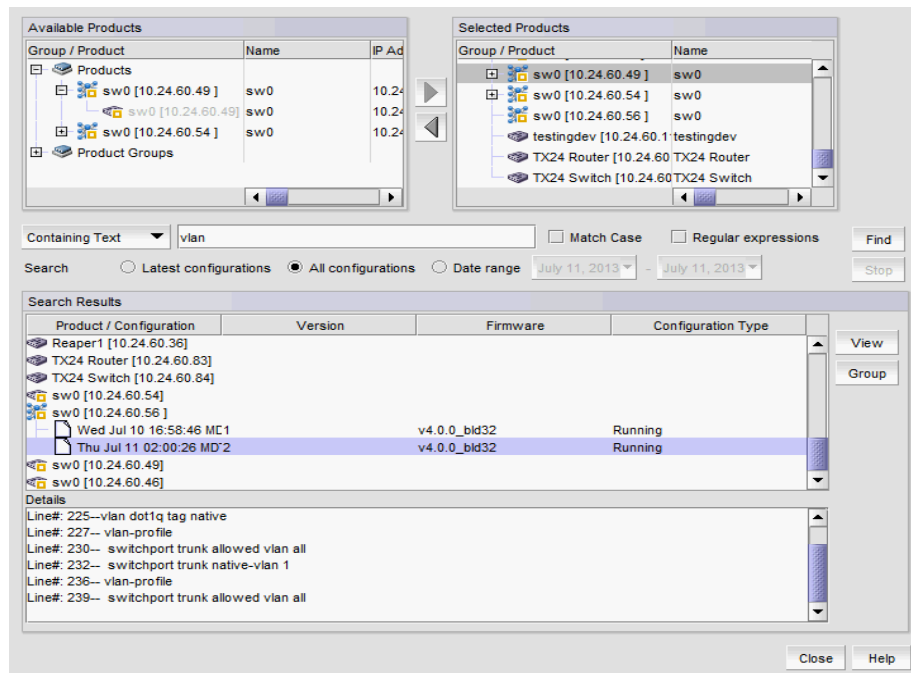 Available Products
Group / Product Name IP Ad
Products
sw0 [10.24.60.49 ] sw0 10.24
sw0 [10.24.60.49] sw0 10.24
sw0 [10.24.60.54 ] sw0 10.24
Product Groups
Selected Products
Group / Product Name
sw0 [10.24.60.49 ] sw0
sw0 [10.24.60.54 ] sw0
sw0 [10.24.60.56 ] sw0
testingdev [10.24.60.1 testingdev
TX24 Router [10.24.60 TX24 Router
TX24 Switch [10.24.60 TX24 Switch
Containing Text vlan Match Case Regular expressions Find
Search Latest configurations All configurations Date range July 11, 2013 - July 11, 2013 Stop
Search Results
Product / Configuration Version Firmware Configuration Type
Reaper1 [10.24.60.36] View
TX24 Router [10.24.60.83]
TX24 Switch [10.24.60.84] Group
sw0 [10.24.60.54]
sw0 [10.24.60.56 ]
Wed Jul 10 16:58:46 MD 1 v4.0.0_bld32 Running
Thu Jul 11 02:00:26 MD 2 v4.0.0_bld32 Running
sw0 [10.24.60.49]
sw0 [10.24.60.46]
Details
Line#: 225--vlan dot1q tag native
Line#: 227-- vlan-profile
Line#: 230-- switchport trunk allowed vlan all
Line#: 232-- switchport trunk native-vlan 1
Line#: 236-- vlan-profile
Line#: 239-- switchport trunk allowed vlan all
Close Help